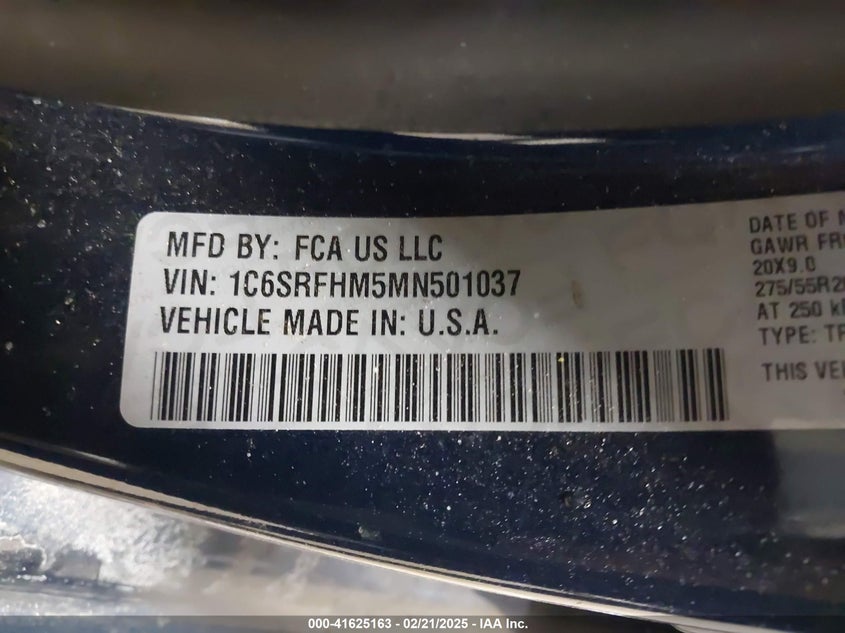 MFD BY: FCA US LLC
VIN: 1C6SRFHM5MN501037
VEHICLE MADE IN: U.S.A.
DATE OF
GAWR
20X9.0
AT 250
TYPE:
THIS
000-41625163 - 02/21/2025 - IAA Inc.